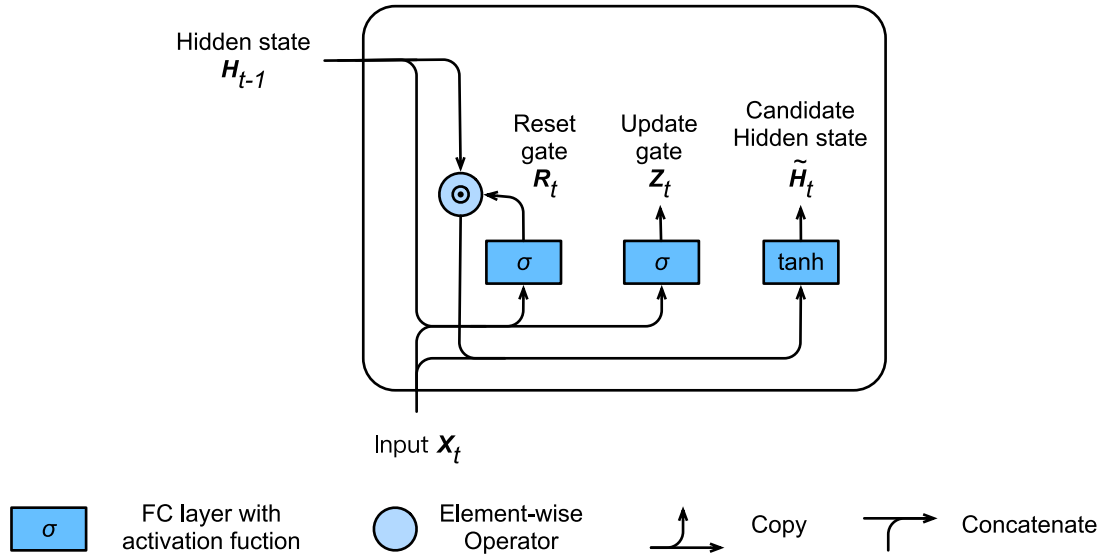 Hidden state
H_t-1
Reset
gate
R_t
Update
gate
Z_t
Candidate
Hidden state
H̃_t
⊙
σ
σ
tanh
Input X_t
σ
FC layer with
activation fuction
Element-wise
Operator
Copy
Concatenate